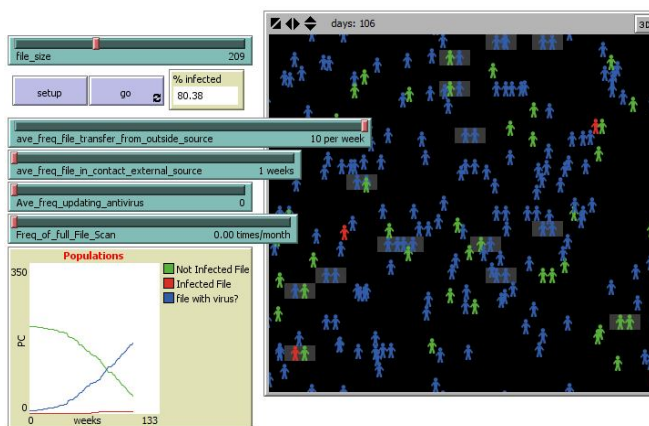 days: 106
3D
file_size 209
setup go % infected
80.38
ave_freq_file_transfer_from_outside_source 10 per week
ave_freq_file_in_contact_external_source 1 weeks
Ave_freq_updating_antivirus 0
Freq_of_full_File_Scan 0.00 times/month
Populations
350
PC
0
0 weeks 133
Not Infected File
Infected File
file with virus?